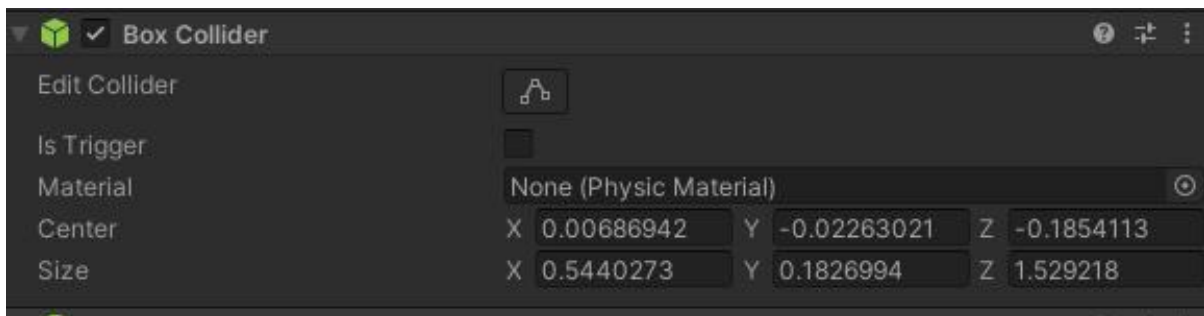 Box Collider
Edit Collider
Is Trigger
Material None (Physic Material)
Center X 0.00686942 Y -0.02263021 Z -0.1854113
Size X 0.5440273 Y 0.1826994 Z 1.529218